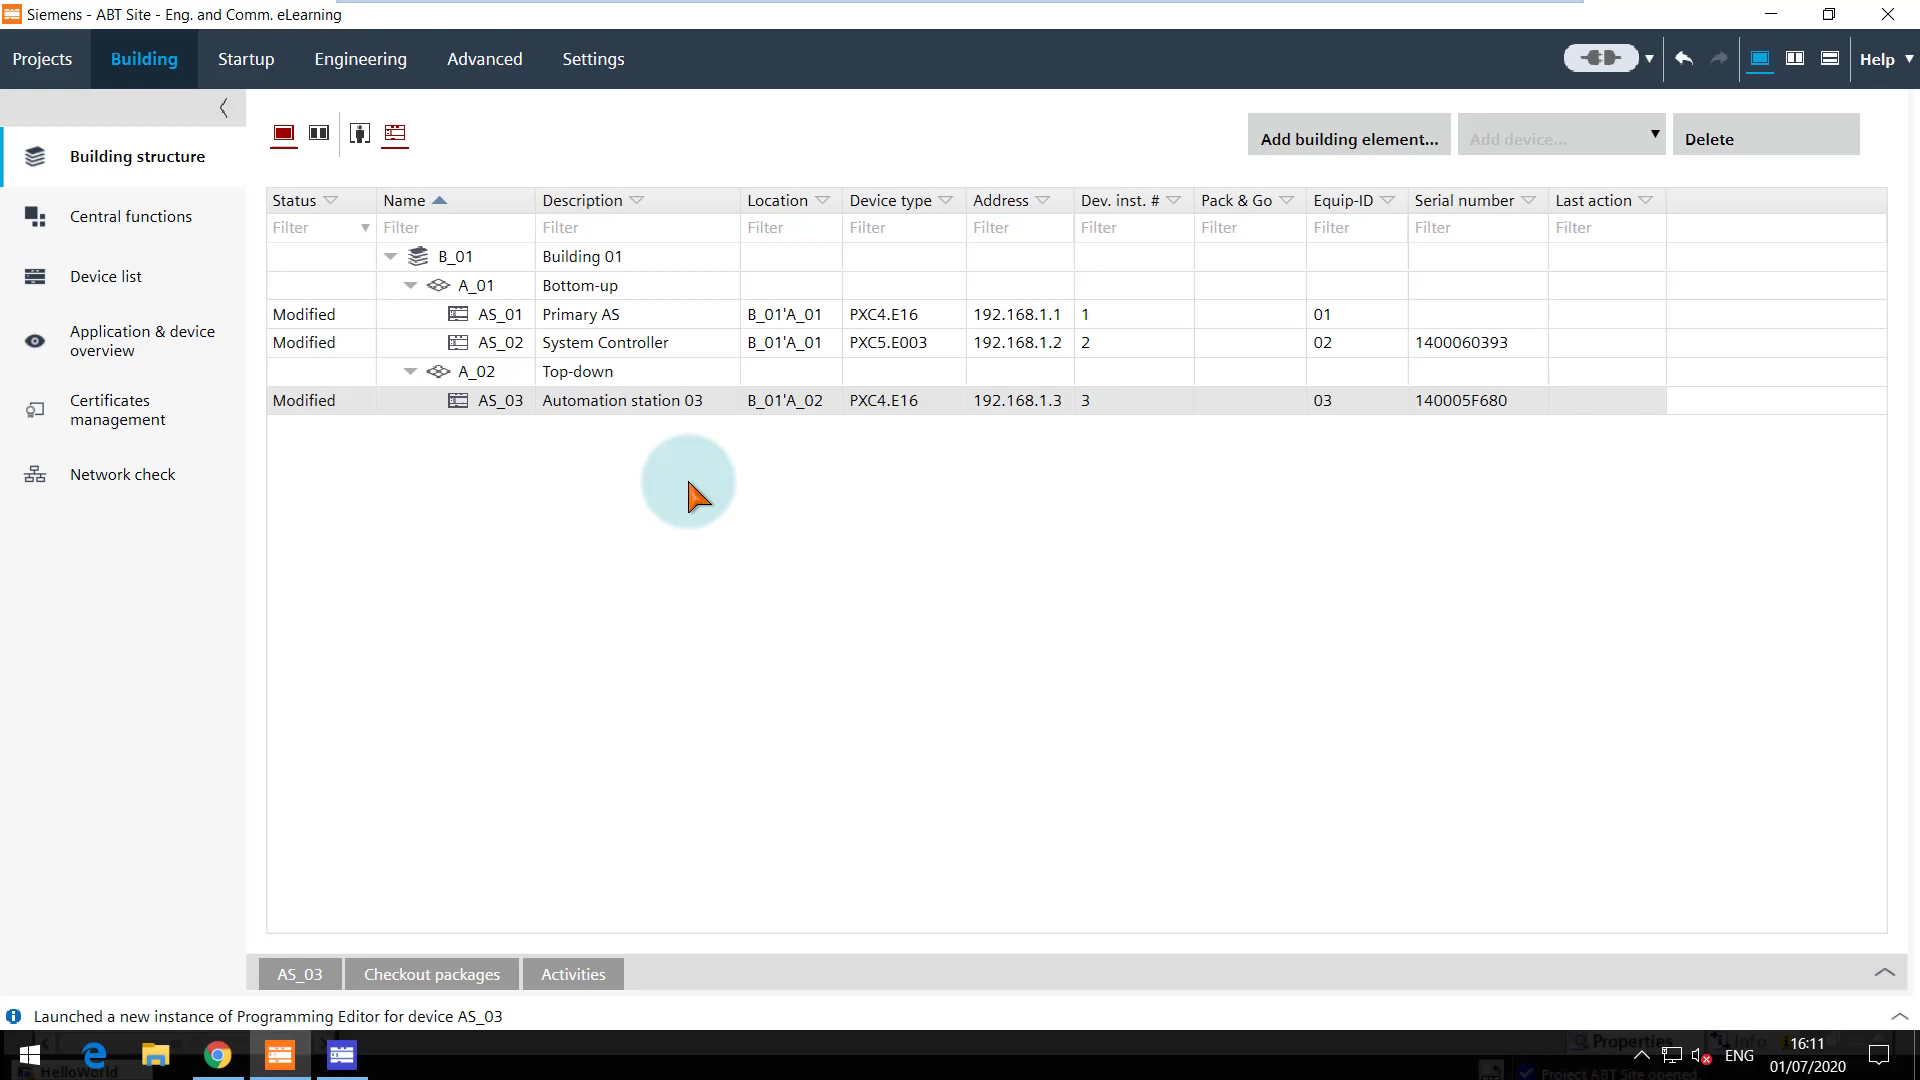 Siemens - ABT Site - Eng. and Comm. eLearning
Projects Building Startup Engineering Advanced Settings Help
Building structure
Central functions
Device list
Application & device
overview
Certificates
management
Network check
Add building element... Add device... Delete
Status Name Description Location Device type Address Dev. inst. # Pack & Go Equip-ID Serial number Last action
Filter Filter Filter Filter Filter Filter Filter Filter Filter Filter Filter
B_01 Building 01
A_01 Bottom-up
Modified AS_01 Primary AS B_01'A_01 PXC4.E16 192.168.1.1 1 01
Modified AS_02 System Controller B_01'A_01 PXC5.E003 192.168.1.2 2 02 1400060393
A_02 Top-down
Modified AS_03 Automation station 03 B_01'A_02 PXC4.E16 192.168.1.3 3 03 140005F680
AS_03 Checkout packages Activities
Launched a new instance of Programming Editor for device AS_03
Properties Info
HelloWorld
Project ABT Site opened
ENG
16:11
01/07/2020